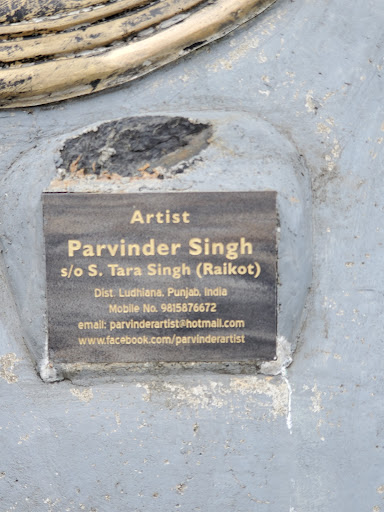 Artist
Parvinder Singh
s/o S. Tara Singh (Raikot)
Dist. Ludhiana, Punjab, India
Mobile No. 9815876672
email: parvinderartist@hotmail.com
www.facebook.com/parvinderartist